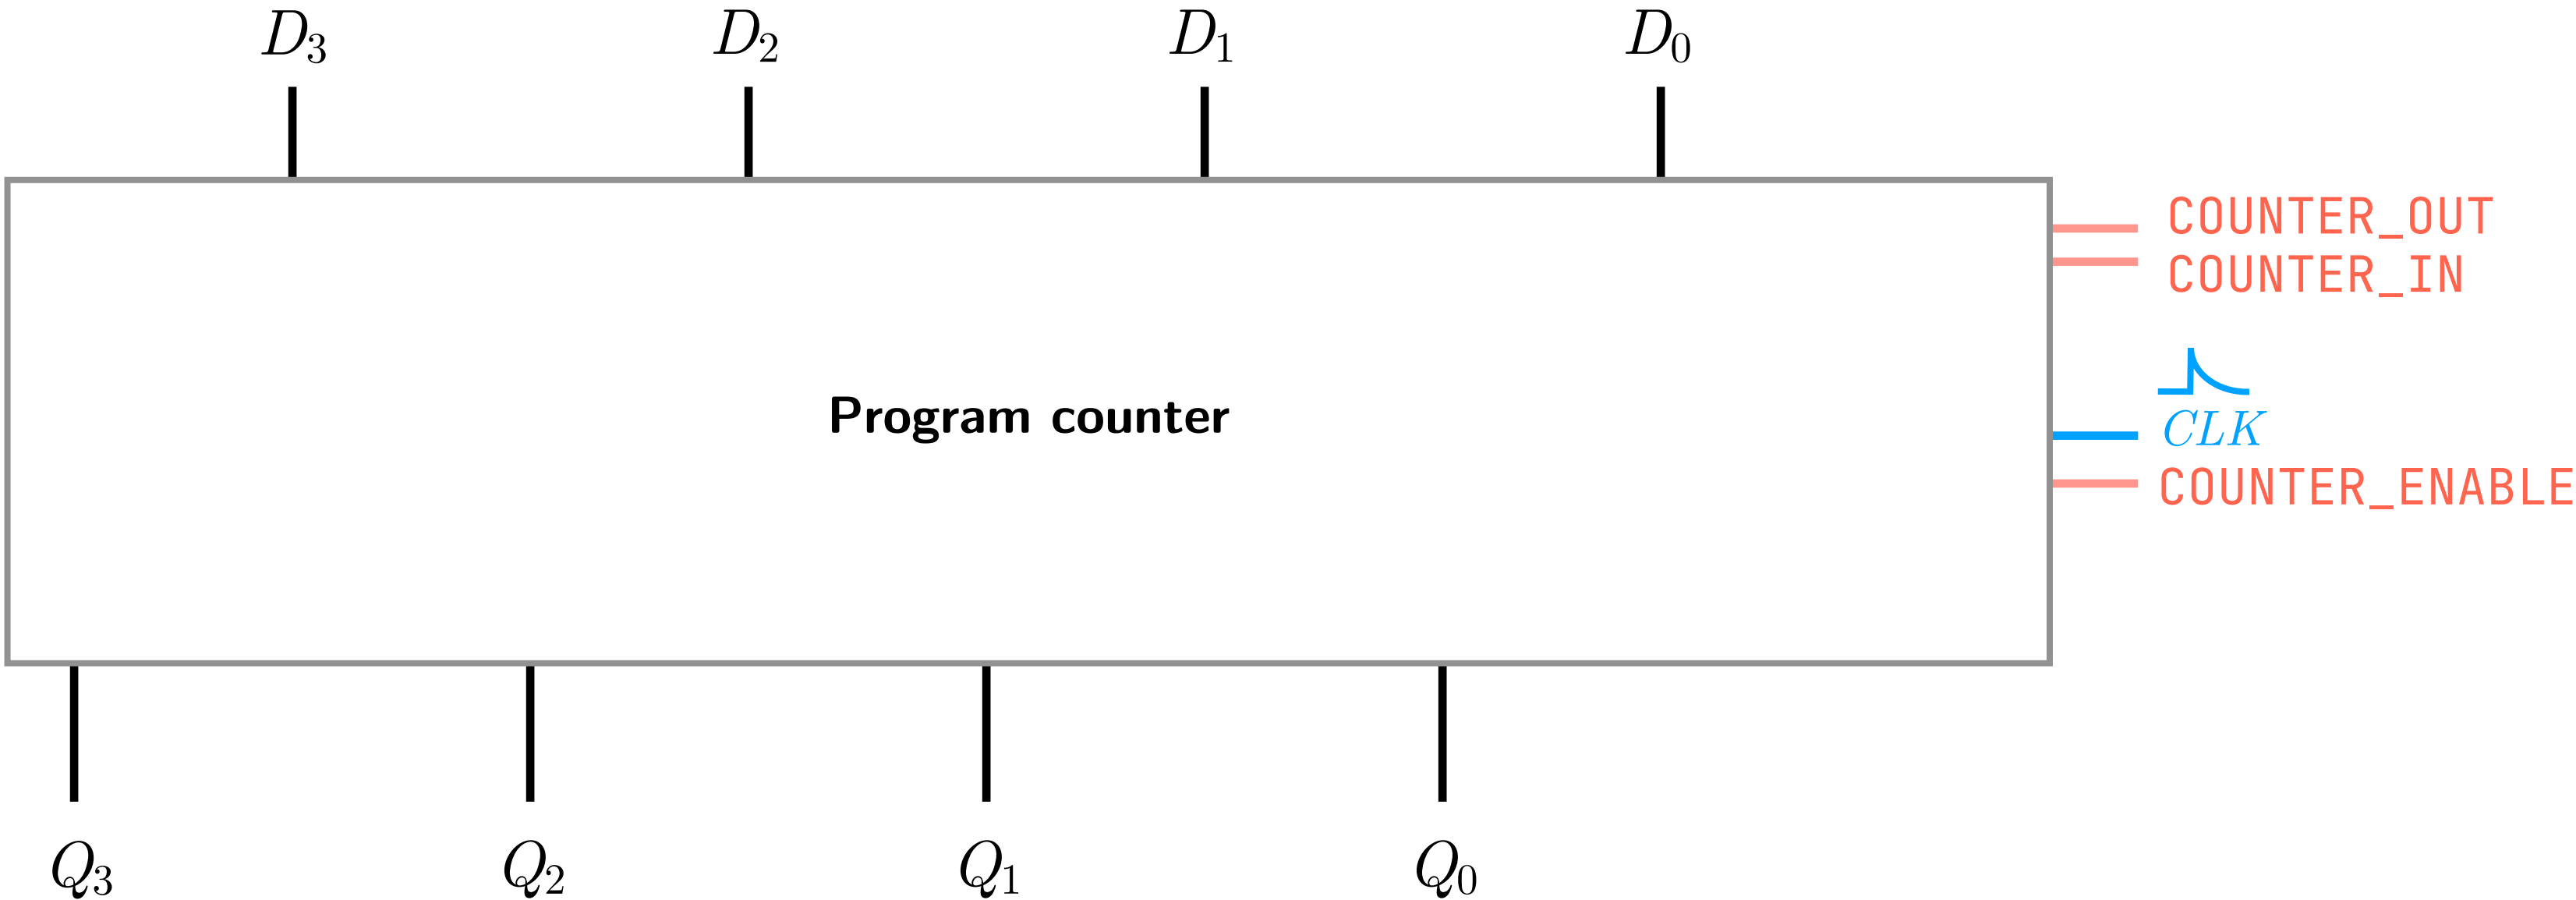 D₃ D₂ D₁ D₀
COUNTER_OUT
COUNTER_IN
Program counter
CLK
COUNTER_ENABLE
Q₃ Q₂ Q₁ Q₀